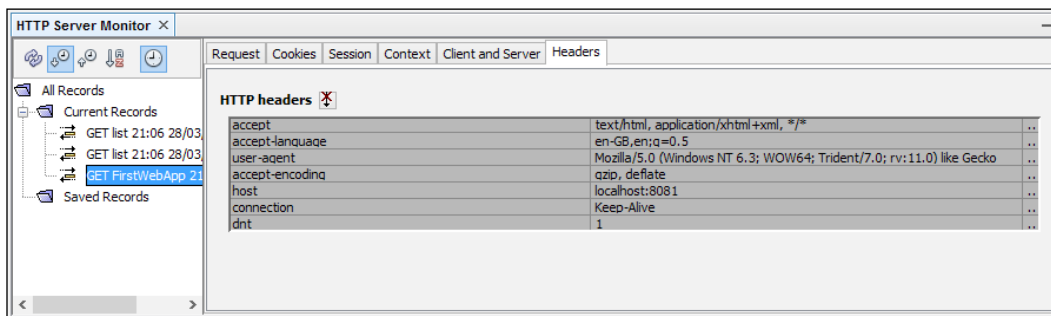 HTTP Server Monitor ×
Request Cookies Session Context Client and Server Headers
All Records
Current Records
GET list 21:06 28/03,
GET list 21:06 28/03,
GET FirstWebApp 21
Saved Records
HTTP headers
accept text/html, application/xhtml+xml, */* ..
accept-language en-GB,en;q=0.5 ..
user-agent Mozilla/5.0 (Windows NT 6.3; WOW64; Trident/7.0; rv:11.0) like Gecko ..
accept-encoding gzip, deflate ..
host localhost:8081 ..
connection Keep-Alive ..
dnt 1 ..